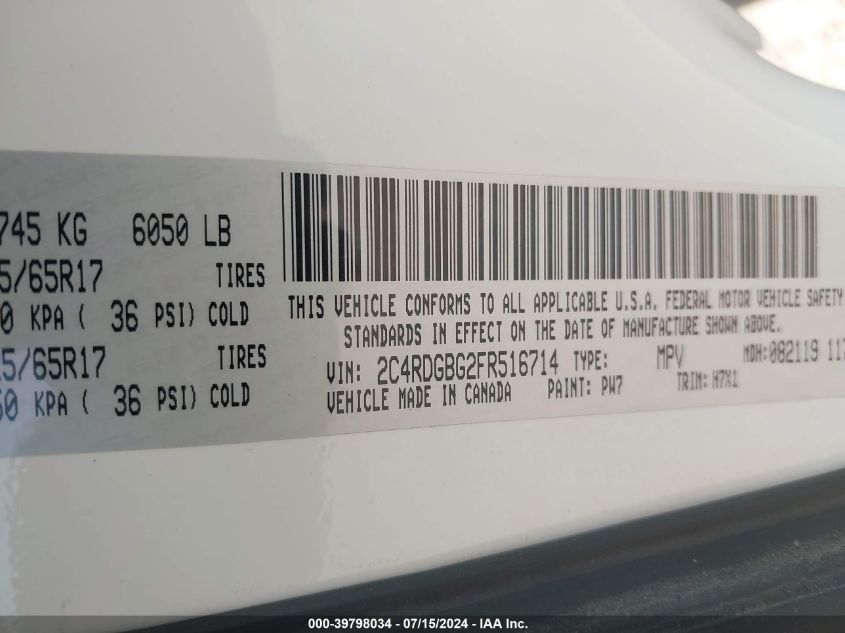 745 KG 6050 LB
5/65R17 TIRES
0 KPA ( 36 PSI) COLD
5/65R17 TIRES
50 KPA ( 36 PSI) COLD
THIS VEHICLE CONFORMS TO ALL APPLICABLE U.S.A. FEDERAL MOTOR VEHICLE SAFETY
STANDARDS IN EFFECT ON THE DATE OF MANUFACTURE SHOWN ABOVE.
VIN: 2C4RDGBG2FR516714 TYPE: MPV MDH:082119 117
VEHICLE MADE IN CANADA PAINT: PW7 TRIM: H7X1
000-39798034 / 07/15/2024 - IAA Inc.